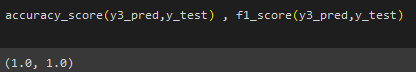 accuracy_score(y3_pred,y_test) , f1_score(y3_pred,y_test)
(1.0, 1.0)